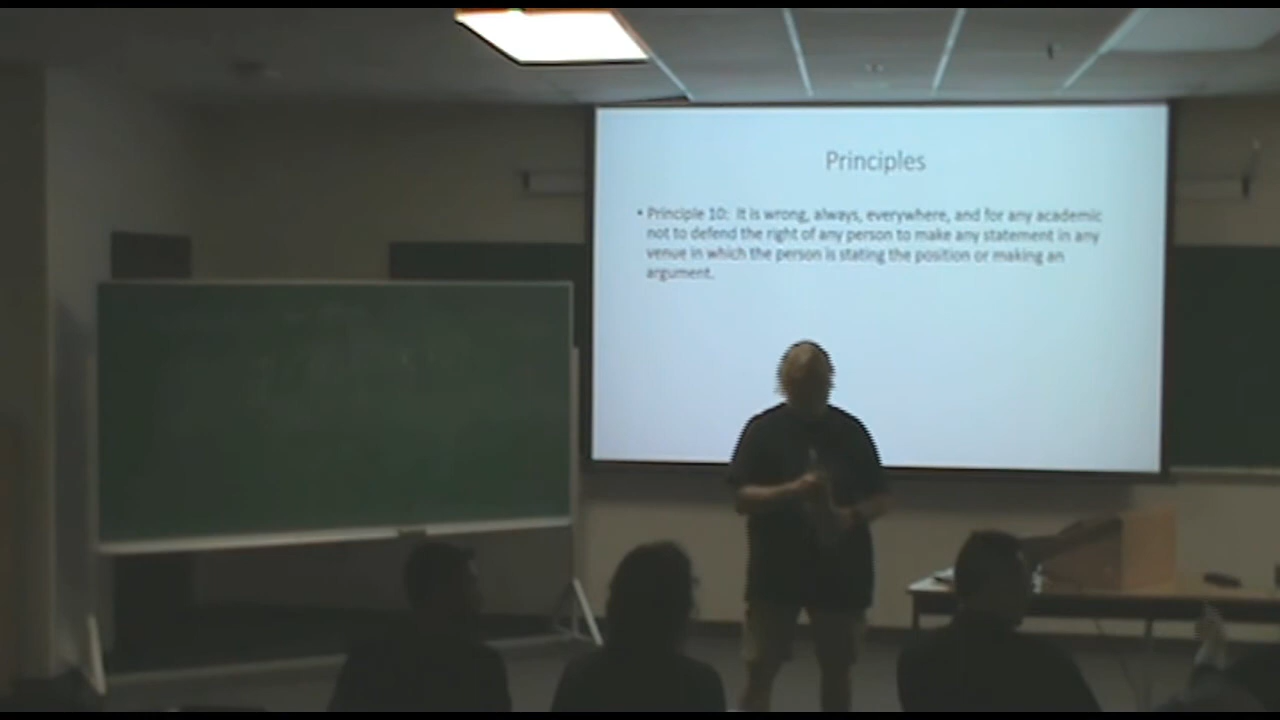 Principles
• Principle 10: It is wrong, always, everywhere, and for any academic
not to defend the right of any person to make any statement in any
venue in which the person is stating the position or making an
argument.